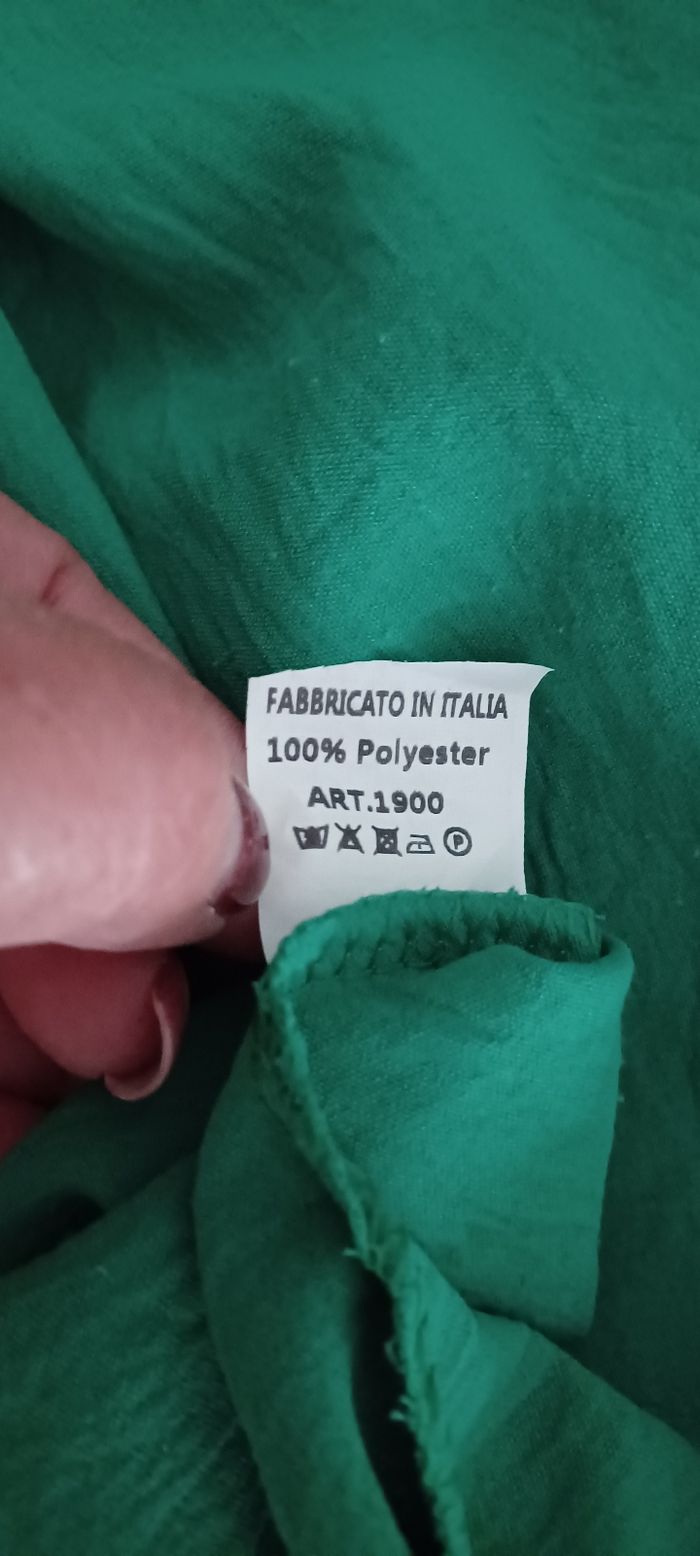 FABBRICATO IN ITALIA
100% Polyester
ART.1900
P